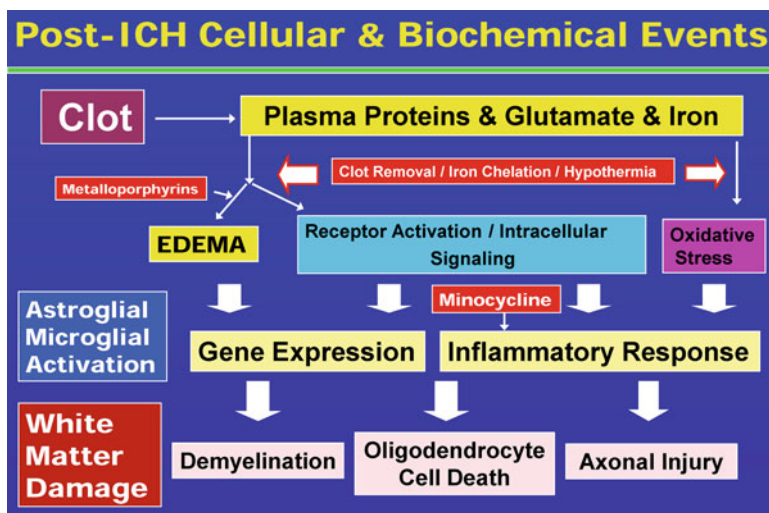 Post-ICH Cellular & Biochemical Events
Clot
Plasma Proteins & Glutamate & Iron
Clot Removal / Iron Chelation / Hypothermia
Metalloporphyrins
EDEMA
Receptor Activation / Intracellular
Signaling
Oxidative
Stress
Astroglial
Microglial
Activation
Minocycline
Gene Expression
Inflammatory Response
White
Matter
Damage
Demyelination
Oligodendrocyte
Cell Death
Axonal Injury